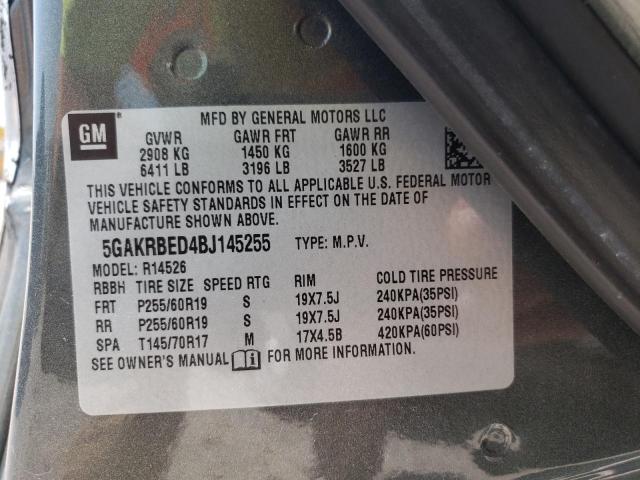 MFD BY GENERAL MOTORS LLC
GM
GVWR GAWR FRT GAWR RR
2908 KG 1450 KG 1600 KG
6411 LB 3196 LB 3527 LB
THIS VEHICLE CONFORMS TO ALL APPLICABLE U.S. FEDERAL MOTOR
VEHICLE SAFETY STANDARDS IN EFFECT ON THE DATE OF
MANUFACTURE SHOWN ABOVE.
5GAKRBED4BJ145255 TYPE: M.P.V.
MODEL: R14526
RBBH TIRE SIZE SPEED RTG RIM COLD TIRE PRESSURE
FRT P255/60R19 S 19X7.5J 240KPA(35PSI)
RR P255/60R19 S 19X7.5J 240KPA(35PSI)
SPA T145/70R17 M 17X4.5B 420KPA(60PSI)
SEE OWNER'S MANUAL FOR MORE INFORMATION.